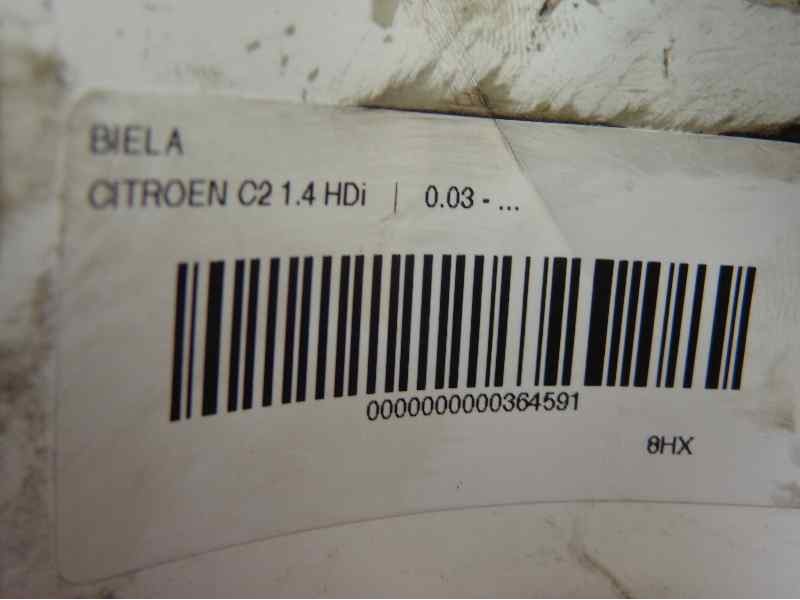 BIELA
CITROEN C2 1.4 HDi | 0.03 - ...
0000000000364591
8HX